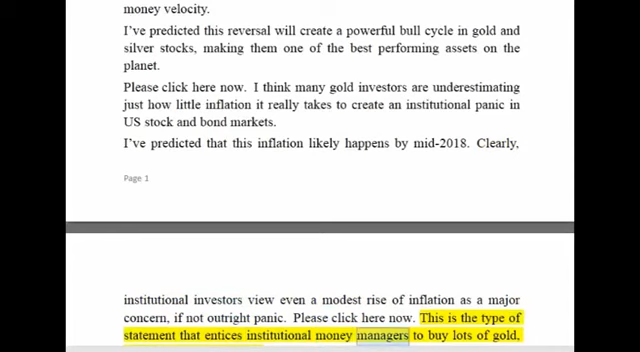 money velocity.
I've predicted this reversal will create a powerful bull cycle in gold and
silver stocks, making them one of the best performing assets on the
planet.
Please click here now. I think many gold investors are underestimating
just how little inflation it really takes to create an institutional panic in
US stock and bond markets.
I've predicted that this inflation likely happens by mid-2018. Clearly,
Page 1
institutional investors view even a modest rise of inflation as a major
concern, if not outright panic. Please click here now. This is the type of
statement that entices institutional money managers to buy lots of gold,